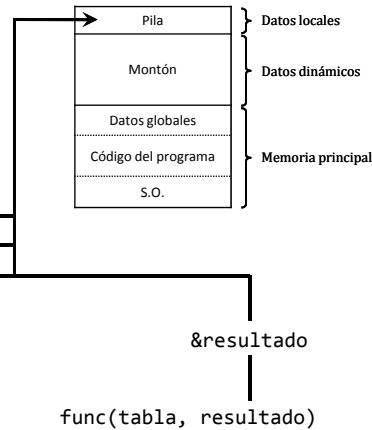 Pila
Datos locales
Montón
Datos dinámicos
Datos globales
Código del programa
Memoria principal
S.O.
&resultado
func(tabla, resultado)